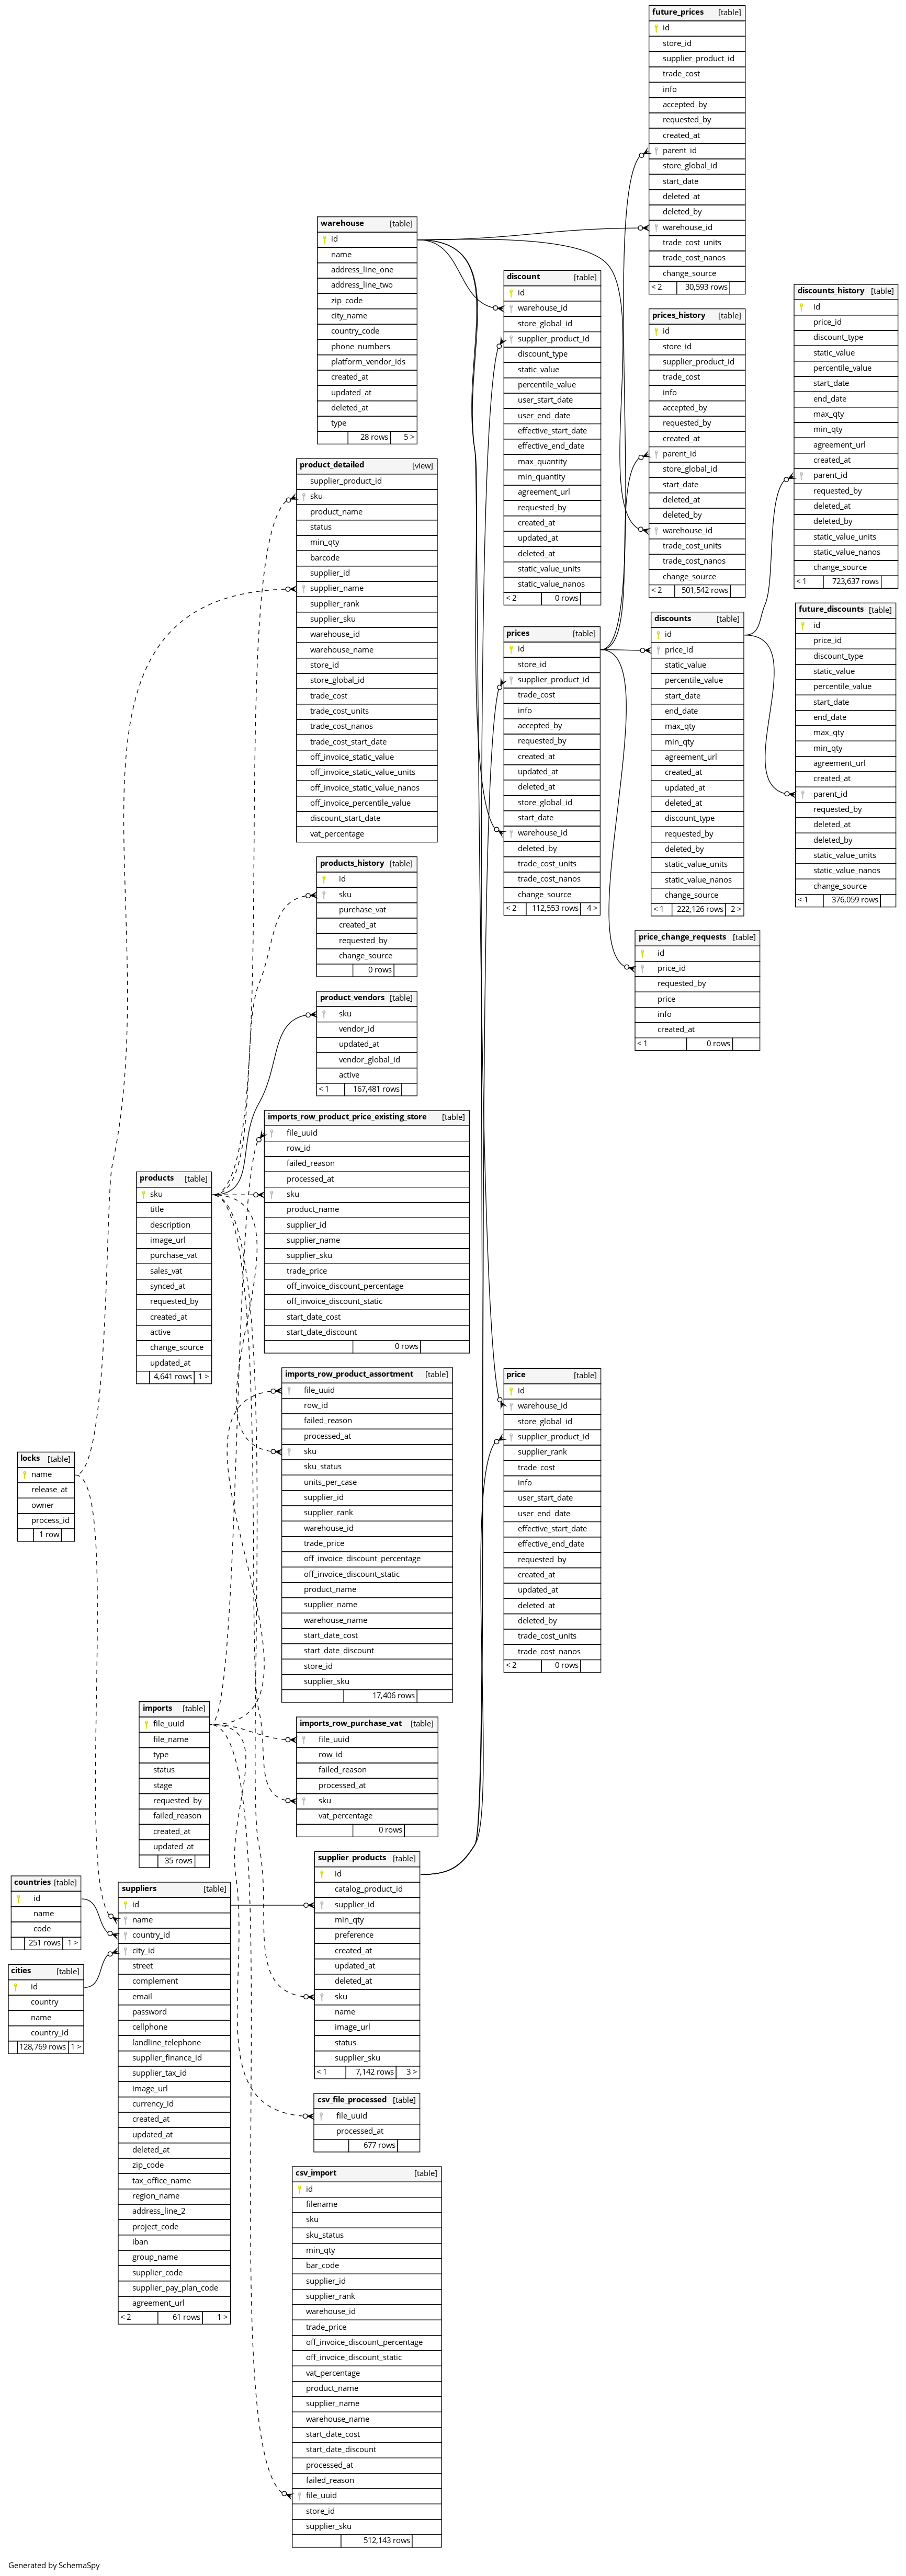 future_prices [table]
id
store_id
supplier_product_id
trade_cost
info
accepted_by
requested_by
created_at
parent_id
store_global_id
start_date
deleted_at
deleted_by
warehouse_id
trade_cost_units
trade_cost_nanos
change_source
< 2 30,593 rows
warehouse [table]
id
name
address_line_one
address_line_two
zip_code
city_name
country_code
phone_numbers
platform_vendor_ids
created_at
updated_at
deleted_at
type
28 rows 5 >
discount [table]
id
warehouse_id
store_global_id
supplier_product_id
discount_type
static_value
percentile_value
user_start_date
user_end_date
effective_start_date
effective_end_date
max_quantity
min_quantity
agreement_url
requested_by
created_at
updated_at
deleted_at
static_value_units
static_value_nanos
< 2 0 rows
discounts_history [table]
id
price_id
discount_type
static_value
percentile_value
start_date
end_date
max_qty
min_qty
agreement_url
created_at
parent_id
requested_by
deleted_at
deleted_by
static_value_units
static_value_nanos
change_source
< 1 723,637 rows
prices_history [table]
id
store_id
supplier_product_id
trade_cost
info
accepted_by
requested_by
created_at
parent_id
store_global_id
start_date
deleted_at
deleted_by
warehouse_id
trade_cost_units
trade_cost_nanos
change_source
< 2 501,542 rows
product_detailed [view]
supplier_product_id
sku
product_name
status
min_qty
barcode
supplier_id
supplier_name
supplier_rank
supplier_sku
warehouse_id
warehouse_name
store_id
store_global_id
trade_cost
trade_cost_units
trade_cost_nanos
trade_cost_start_date
off_invoice_static_value
off_invoice_static_value_units
off_invoice_static_value_nanos
off_invoice_percentile_value
discount_start_date
vat_percentage
prices [table]
id
store_id
supplier_product_id
trade_cost
info
accepted_by
requested_by
created_at
updated_at
deleted_at
store_global_id
start_date
warehouse_id
deleted_by
trade_cost_units
trade_cost_nanos
change_source
< 2 112,553 rows 4 >
discounts [table]
id
price_id
static_value
percentile_value
start_date
end_date
max_qty
min_qty
agreement_url
created_at
updated_at
deleted_at
discount_type
requested_by
deleted_by
static_value_units
static_value_nanos
change_source
< 1 222,126 rows 2 >
future_discounts [table]
id
price_id
discount_type
static_value
percentile_value
start_date
end_date
max_qty
min_qty
agreement_url
created_at
parent_id
requested_by
deleted_at
deleted_by
static_value_units
static_value_nanos
change_source
< 1 376,059 rows
products_history [table]
id
sku
purchase_vat
created_at
requested_by
change_source
0 rows
price_change_requests [table]
id
price_id
requested_by
price
info
created_at
< 1 0 rows
product_vendors [table]
sku
vendor_id
updated_at
vendor_global_id
active
< 1 167,481 rows
imports_row_product_price_existing_store [table]
file_uuid
row_id
failed_reason
processed_at
sku
product_name
supplier_id
supplier_name
supplier_sku
trade_price
off_invoice_discount_percentage
off_invoice_discount_static
start_date_cost
start_date_discount
0 rows
products [table]
sku
title
description
image_url
purchase_vat
sales_vat
synced_at
requested_by
created_at
active
change_source
updated_at
4,641 rows 1 >
imports_row_product_assortment [table]
file_uuid
row_id
failed_reason
processed_at
sku
sku_status
units_per_case
supplier_id
supplier_rank
warehouse_id
trade_price
off_invoice_discount_percentage
off_invoice_discount_static
product_name
supplier_name
warehouse_name
start_date_cost
start_date_discount
store_id
supplier_sku
17,406 rows
price [table]
id
warehouse_id
store_global_id
supplier_product_id
supplier_rank
trade_cost
info
user_start_date
user_end_date
effective_start_date
effective_end_date
requested_by
created_at
updated_at
deleted_at
deleted_by
trade_cost_units
trade_cost_nanos
< 2 0 rows
locks [table]
name
release_at
owner
process_id
1 row
imports [table]
file_uuid
file_name
type
status
stage
requested_by
failed_reason
created_at
updated_at
35 rows
imports_row_purchase_vat [table]
file_uuid
row_id
failed_reason
processed_at
sku
vat_percentage
0 rows
supplier_products [table]
id
catalog_product_id
supplier_id
min_qty
preference
created_at
updated_at
deleted_at
sku
name
image_url
status
supplier_sku
< 1 7,142 rows 3 >
countries [table]
id
name
code
251 rows 1 >
cities [table]
id
country
name
country_id
128,769 rows 1 >
suppliers [table]
id
name
country_id
city_id
street
complement
email
password
cellphone
landline_telephone
supplier_finance_id
supplier_tax_id
image_url
currency_id
created_at
updated_at
deleted_at
zip_code
tax_office_name
region_name
address_line_2
project_code
iban
group_name
supplier_code
supplier_pay_plan_code
agreement_url
< 2 61 rows 1 >
csv_file_processed [table]
file_uuid
processed_at
677 rows
csv_import [table]
id
filename
sku
sku_status
min_qty
bar_code
supplier_id
supplier_rank
warehouse_id
trade_price
off_invoice_discount_percentage
off_invoice_discount_static
vat_percentage
product_name
supplier_name
warehouse_name
start_date_cost
start_date_discount
processed_at
failed_reason
file_uuid
store_id
supplier_sku
512,143 rows
Generated by SchemaSpy